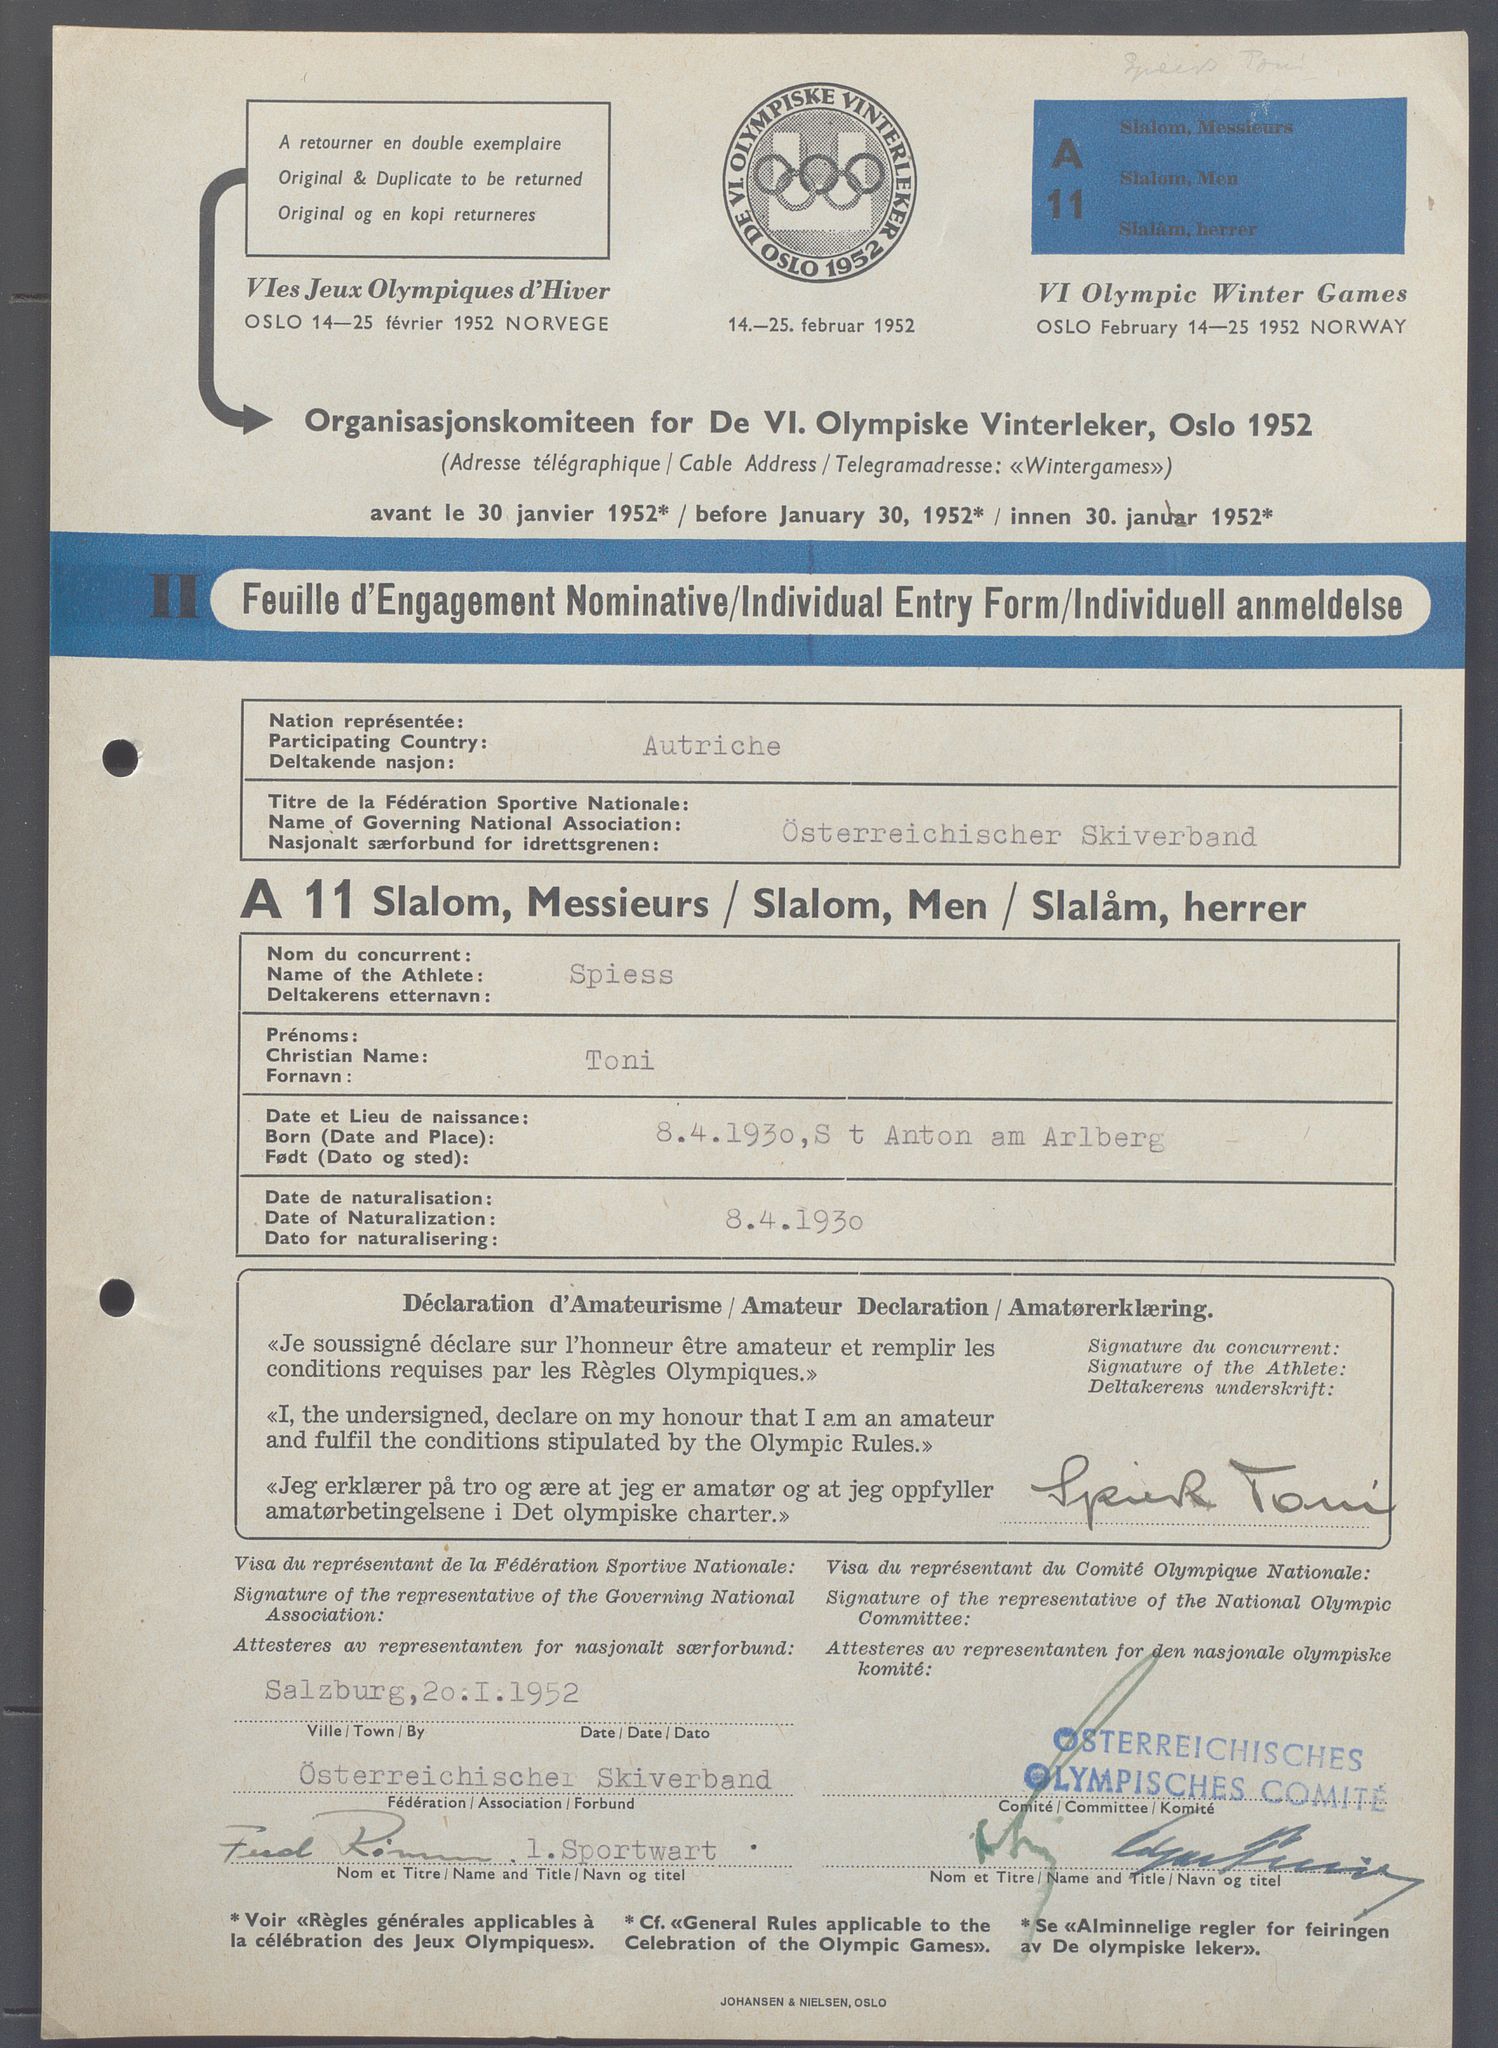 Spiess Toni
A retourner en double exemplaire
Original & Duplicate to be returned
Original og en kopi returneres
DE VI. OLYMPISKE VINTERLEKER OSLO 1952
A 11
Slalom, Messieurs
Slalom, Men
Slalåm, herrer
VIes Jeux Olympiques d'Hiver
OSLO 14—25 février 1952 NORVEGE
14.—25. februar 1952
VI Olympic Winter Games
OSLO February 14—25 1952 NORWAY
Organisasjonskomiteen for De VI. Olympiske Vinterleker, Oslo 1952
(Adresse télégraphique / Cable Address / Telegramadresse: «Wintergames»)
avant le 30 janvier 1952* / before January 30, 1952* / innen 30. januar 1952*
II Feuille d'Engagement Nominative/Individual Entry Form/Individuell anmeldelse
Nation représentée:
Participating Country: Autriche
Deltakende nasjon:
Titre de la Fédération Sportive Nationale:
Name of Governing National Association: Österreichischer Skiverband
Nasjonalt særforbund for idrettsgrenen:
A 11 Slalom, Messieurs / Slalom, Men / Slalåm, herrer
Nom du concurrent:
Name of the Athlete: Spiess
Deltakerens etternavn:
Prénoms:
Christian Name: Toni
Fornavn:
Date et Lieu de naissance:
Born (Date and Place): 8.4.193o,S t Anton am Arlberg
Født (Dato og sted):
Date de naturalisation:
Date of Naturalization: 8.4.193o
Dato for naturalisering:
Déclaration d'Amateurisme / Amateur Declaration / Amatørerklæring.
«Je soussigné déclare sur l'honneur être amateur et remplir les
conditions requises par les Règles Olympiques.»
«I, the undersigned, declare on my honour that I am an amateur
and fulfil the conditions stipulated by the Olympic Rules.»
«Jeg erklærer på tro og ære at jeg er amatør og at jeg oppfyller
amatørbetingelsene i Det olympiske charter.»
Signature du concurrent:
Signature of the Athlete:
Deltakerens underskrift:
Spiess Toni
Visa du représentant de la Fédération Sportive Nationale:
Signature of the representative of the Governing National
Association:
Attesteres av representanten for nasjonalt særforbund:
Salzburg,2o.I.1952
Ville / Town / By Date / Date / Dato
Österreichischer Skiverband
Fédération / Association / Forbund
Ferd 1.Sportwart
Nom et Titre / Name and Title / Navn og titel
Visa du représentant du Comité Olympique Nationale:
Signature of the representative of the National Olympic
Committee:
Attesteres av representanten for den nasjonale olympiske
komité:
ÖSTERREICHISCHES
OLYMPISCHES COMITÉ
Comité / Committee / Komité
Nom et Titre / Name and Title / Navn og titel
* Voir «Règles générales applicables à
la célébration des Jeux Olympiques».
* Cf. «General Rules applicable to the
Celebration of the Olympic Games».
* Se «Alminnelige regler for feiringen
av De olympiske leker».
JOHANSEN & NIELSEN, OSLO